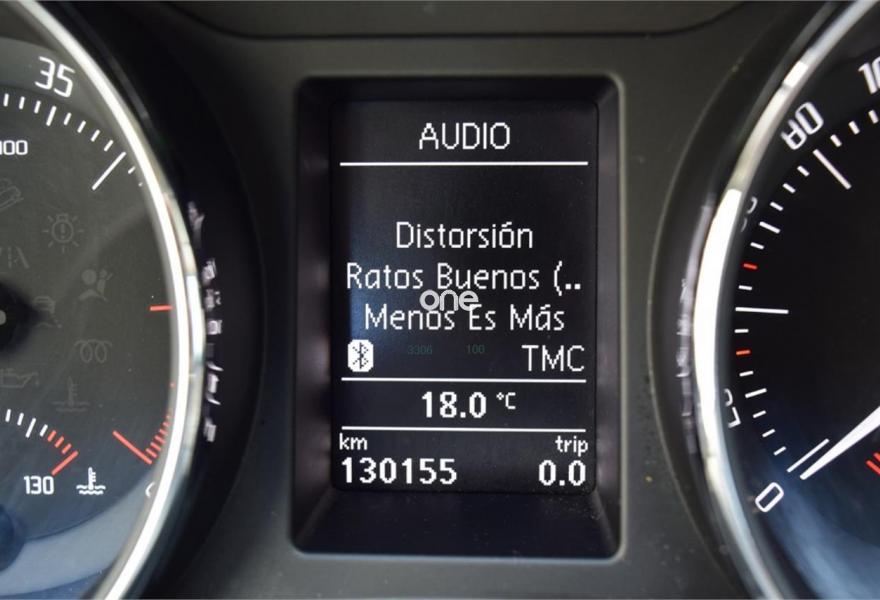 AUDIO
Distorsión
Ratos Buenos (..
Menos Es Más
one
3306 100
TMC
18.0 °C
km trip
130155 0.0
35
100
130
80
0